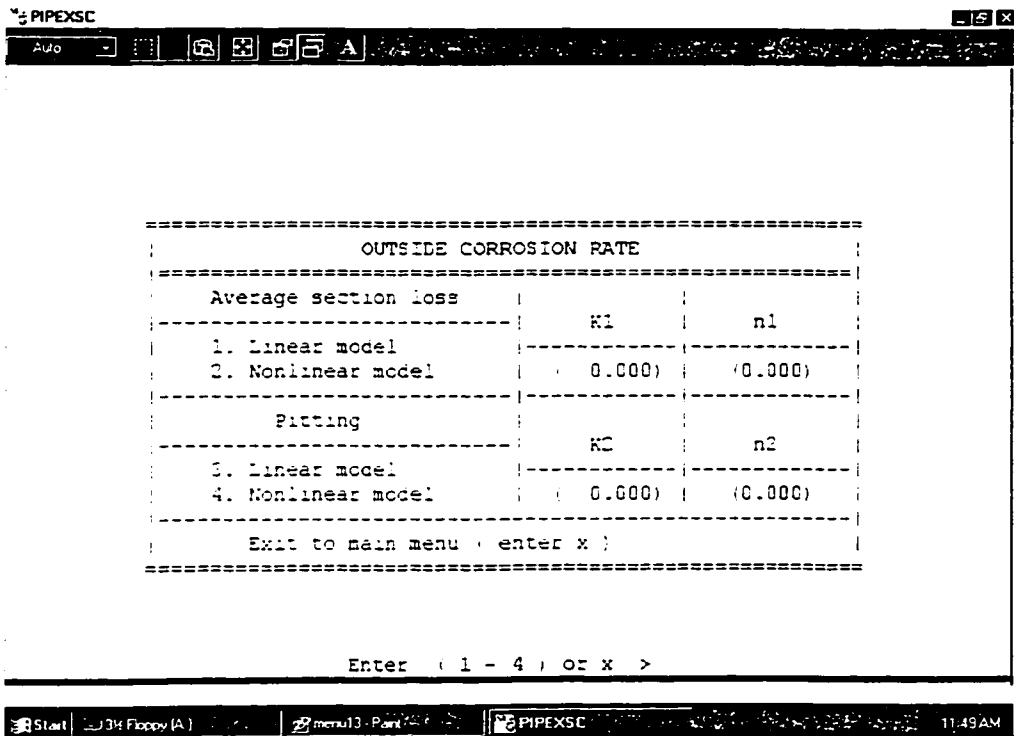 PIPEXSC
Auto A
OUTSIDE CORROSION RATE
Average section loss
K1 n1
1. Linear model
2. Nonlinear model ( 0.000) (0.000)
Pitting
K2 n2
3. Linear model
4. Nonlinear model ( 0.000) (0.000)
Exit to main menu ( enter x )
Enter ( 1 - 4 ) or x >
Start 3½ Floppy (A:) menu13 - Paint PIPEXSC 11:49 AM